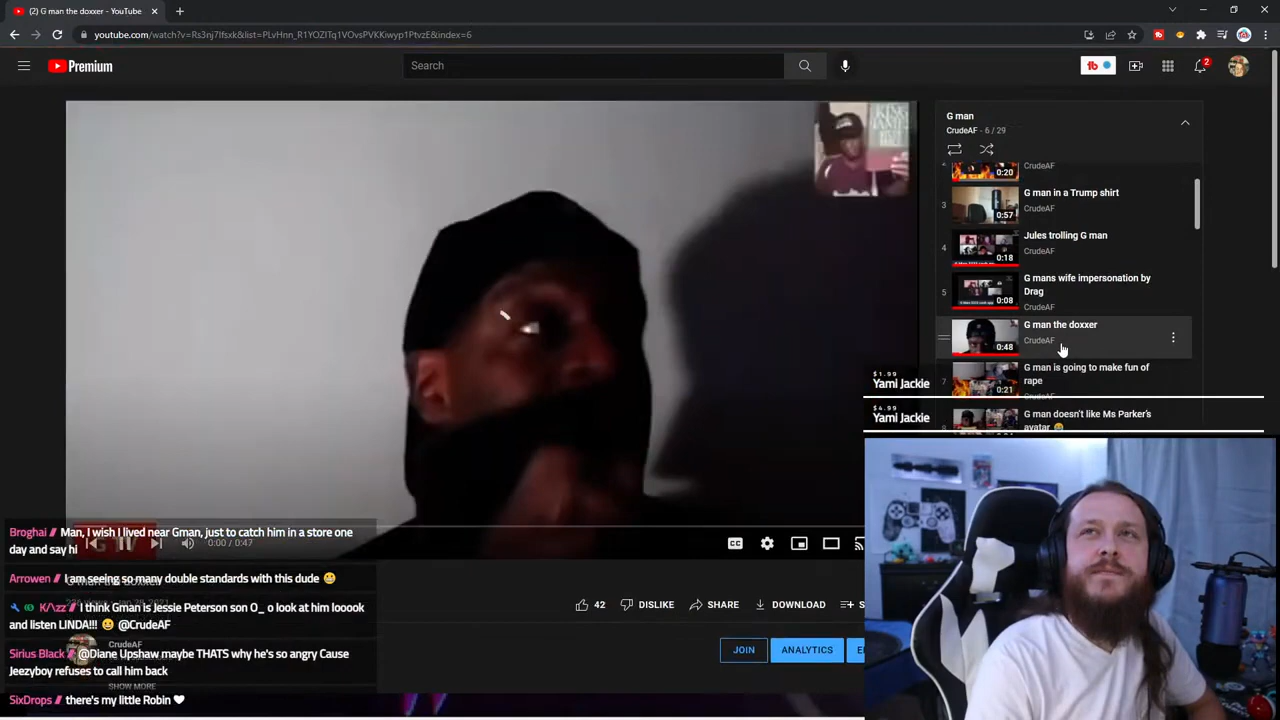 (2) G man the doxxer - YouTube
youtube.com/watch?v=Rs3nj7Ifsxk&list=PLvHnn_R1YOZITq1VOvsPVKKiwyp1PtvzE&index=6
Premium
Search
2
G man
CrudeAF - 6 / 29
CrudeAF
0:20
3
G man in a Trump shirt
CrudeAF
0:57
4
Jules trolling G man
CrudeAF
0:18
5
G mans wife impersonation by
Drag
CrudeAF
0:08
G man the doxxer
CrudeAF
0:48
7
G man is going to make fun of
rape
0:21
$1.99
Yami Jackie
$4.99
Yami Jackie
G man doesn't like Ms Parker's
avatar
Broghai // Man, I wish I lived near Gman, just to catch him in a store one
day and say hi
0:00 / 0:47
CC
Arrowen // I am seeing so many double standards with this dude 😬
K/\zz // I think Gman is Jessie Peterson son O_ o look at him looook
and listen LINDA!!! 😀 @CrudeAF
CrudeAF
Sirius Black // @Diane Upshaw maybe THATS why he's so angry Cause
Jeezyboy refuses to call him back
SHOW MORE
SixDrops // there's my little Robin 🤍
42
DISLIKE
SHARE
DOWNLOAD
JOIN
ANALYTICS